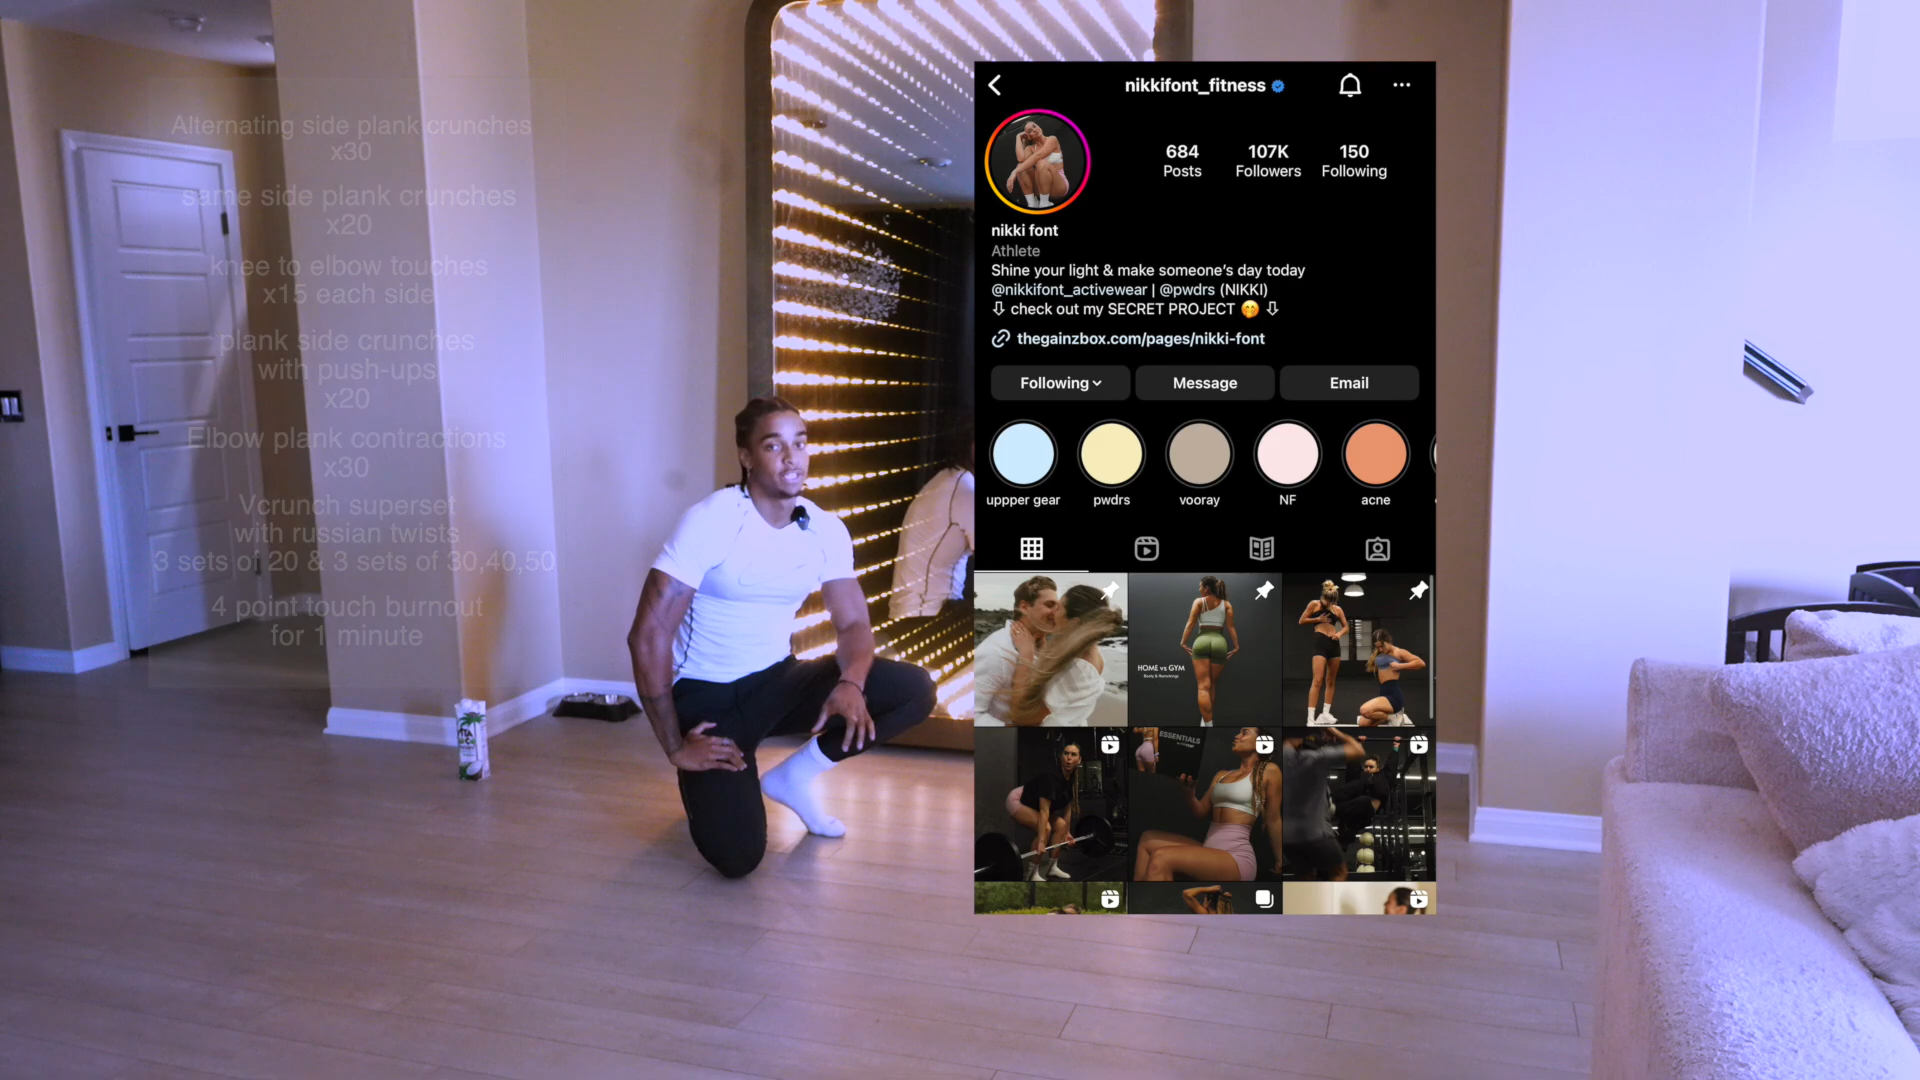 Alternating side plank crunches
x30
same side plank crunches
x20
knee to elbow touches
x15 each side
plank side crunches
with push-ups
x20
Elbow plank contractions
x30
Vcrunch superset
with russian twists
3 sets of 20 & 3 sets of 30,40,50
4 point touch burnout
for 1 minute
nikkifont_fitness
684
Posts
107K
Followers
150
Following
nikki font
Athlete
Shine your light & make someone's day today
@nikkifont_activewear | @pwdrs (NIKKI)
⇩ check out my SECRET PROJECT 🤭 ⇩
thegainzbox.com/pages/nikki-font
Following
Message
Email
uppper gear
pwdrs
vooray
NF
acne
HOME vs GYM
Booty & Hamstrings
ESSENTIALS